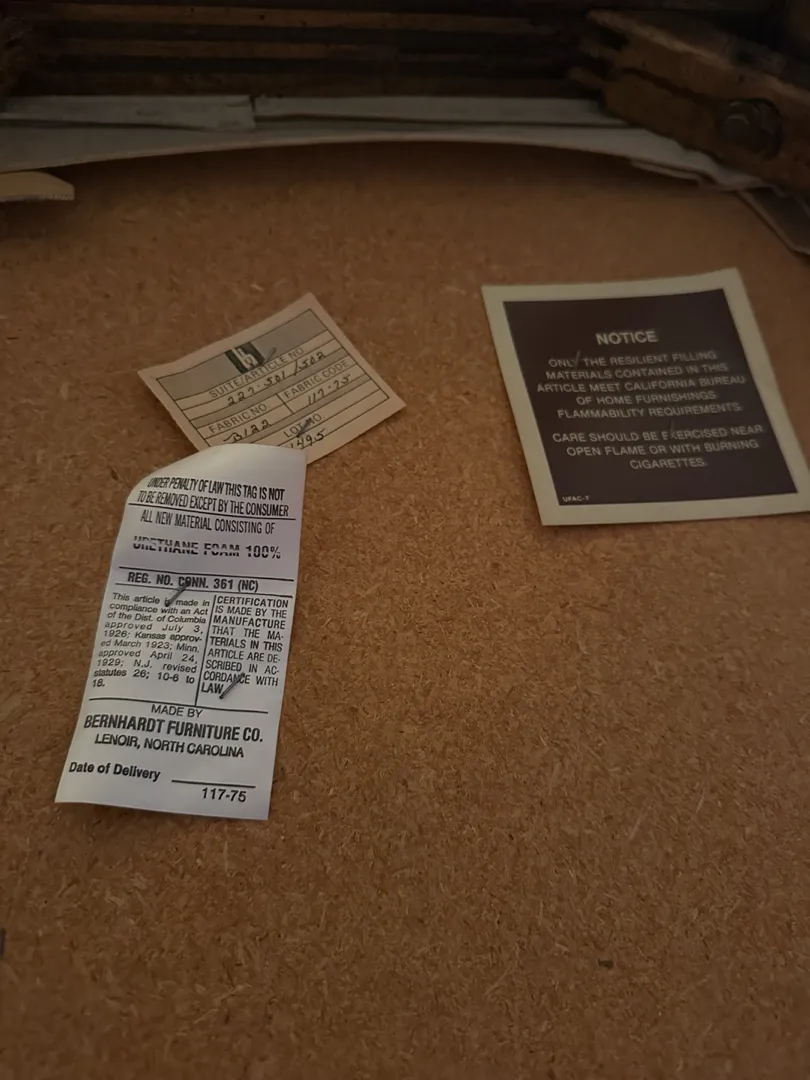 SUITE/ARTICLE NO.
227-501/502
FABRIC NO.
FABRIC CODE
B122
117-75
LOT NO.
1495
UNDER PENALTY OF LAW THIS TAG IS NOT
TO BE REMOVED EXCEPT BY THE CONSUMER
ALL NEW MATERIAL CONSISTING OF
URETHANE FOAM 100%
REG. NO. CONN. 361 (NC)
This article is made in
compliance with an Act
of the Dist. of Columbia
approved July 3,
1926; Kansas approv-
ed March 1923; Minn.
approved April 24,
1929; N.J. revised
statutes 26; 10-6 to
18.
CERTIFICATION
IS MADE BY THE
MANUFACTURE
THAT THE MA-
TERIALS IN THIS
ARTICLE ARE DE-
SCRIBED IN AC-
CORDANCE WITH
LAW.
MADE BY
BERNHARDT FURNITURE CO.
LENOIR, NORTH CAROLINA
Date of Delivery
117-75
NOTICE
ONLY THE RESILIENT FILLING
MATERIALS CONTAINED IN THIS
ARTICLE MEET CALIFORNIA BUREAU
OF HOME FURNISHINGS
FLAMMABILITY REQUIREMENTS.
CARE SHOULD BE EXERCISED NEAR
OPEN FLAME OR WITH BURNING
CIGARETTES.
UFAC-7